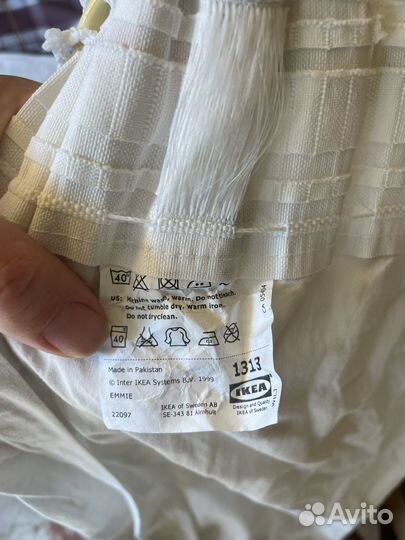 40°
US: Machine wash, warm. Do not bleach.
Do not tumble dry. warm iron.
Do not dryclean.
40
Made in Pakistan
© Inter IKEA Systems B.V. 1999
EMMIE
22097
IKEA of Sweden AB
SE-343 81 Älmhult
1313
IKEA
Design and Quality
IKEA of Sweden
Avito